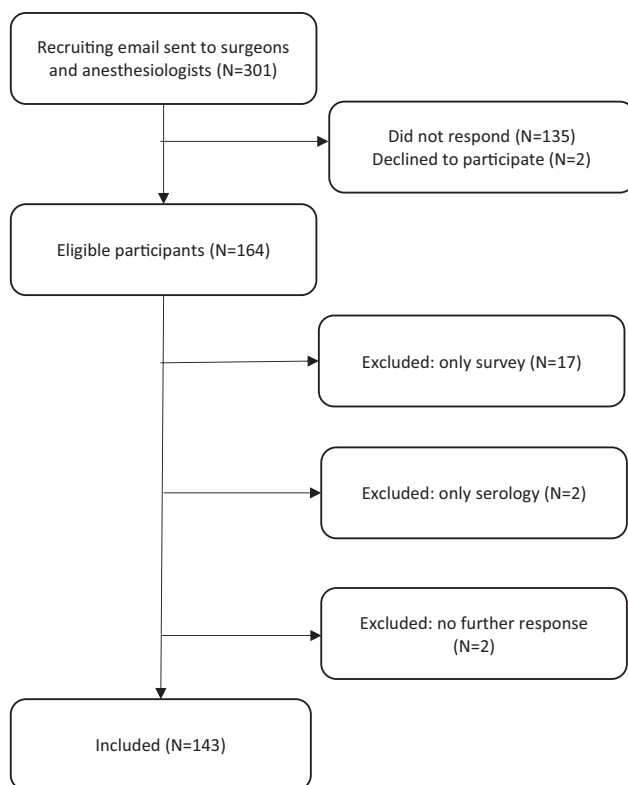 Recruiting email sent to surgeons
and anesthesiologists (N=301)
Did not respond (N=135)
Declined to participate (N=2)
Eligible participants (N=164)
Excluded: only survey (N=17)
Excluded: only serology (N=2)
Excluded: no further response
(N=2)
Included (N=143)